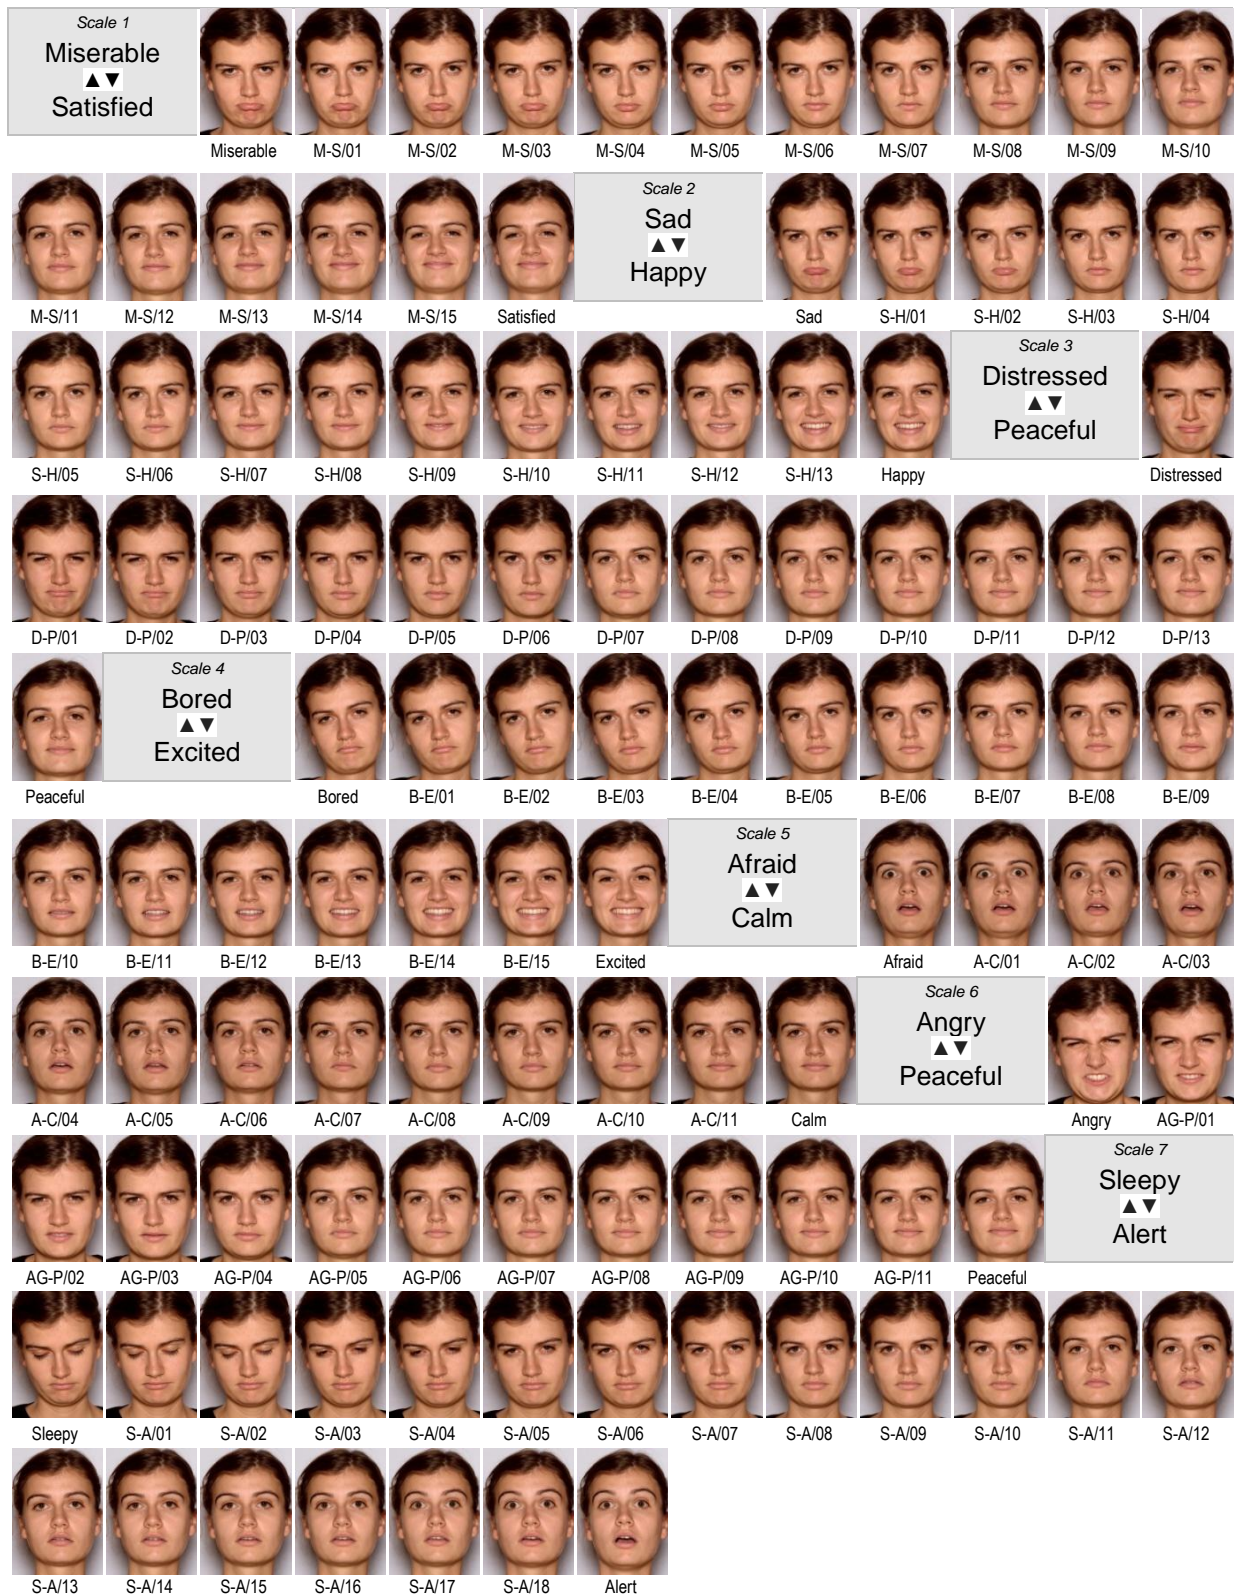 Scale 1
Miserable
▲▼
Satisfied
Miserable M-S/01 M-S/02 M-S/03 M-S/04 M-S/05 M-S/06 M-S/07 M-S/08 M-S/09 M-S/10
Scale 2
Sad
▲▼
Happy
M-S/11 M-S/12 M-S/13 M-S/14 M-S/15 Satisfied Sad S-H/01 S-H/02 S-H/03 S-H/04
Scale 3
Distressed
▲▼
Peaceful
S-H/05 S-H/06 S-H/07 S-H/08 S-H/09 S-H/10 S-H/11 S-H/12 S-H/13 Happy Distressed
D-P/01 D-P/02 D-P/03 D-P/04 D-P/05 D-P/06 D-P/07 D-P/08 D-P/09 D-P/10 D-P/11 D-P/12 D-P/13
Scale 4
Bored
▲▼
Excited
Peaceful Bored B-E/01 B-E/02 B-E/03 B-E/04 B-E/05 B-E/06 B-E/07 B-E/08 B-E/09
Scale 5
Afraid
▲▼
Calm
B-E/10 B-E/11 B-E/12 B-E/13 B-E/14 B-E/15 Excited Afraid A-C/01 A-C/02 A-C/03
Scale 6
Angry
▲▼
Peaceful
A-C/04 A-C/05 A-C/06 A-C/07 A-C/08 A-C/09 A-C/10 A-C/11 Calm Angry AG-P/01
Scale 7
Sleepy
▲▼
Alert
AG-P/02 AG-P/03 AG-P/04 AG-P/05 AG-P/06 AG-P/07 AG-P/08 AG-P/09 AG-P/10 AG-P/11 Peaceful
Sleepy S-A/01 S-A/02 S-A/03 S-A/04 S-A/05 S-A/06 S-A/07 S-A/08 S-A/09 S-A/10 S-A/11 S-A/12
S-A/13 S-A/14 S-A/15 S-A/16 S-A/17 S-A/18 Alert